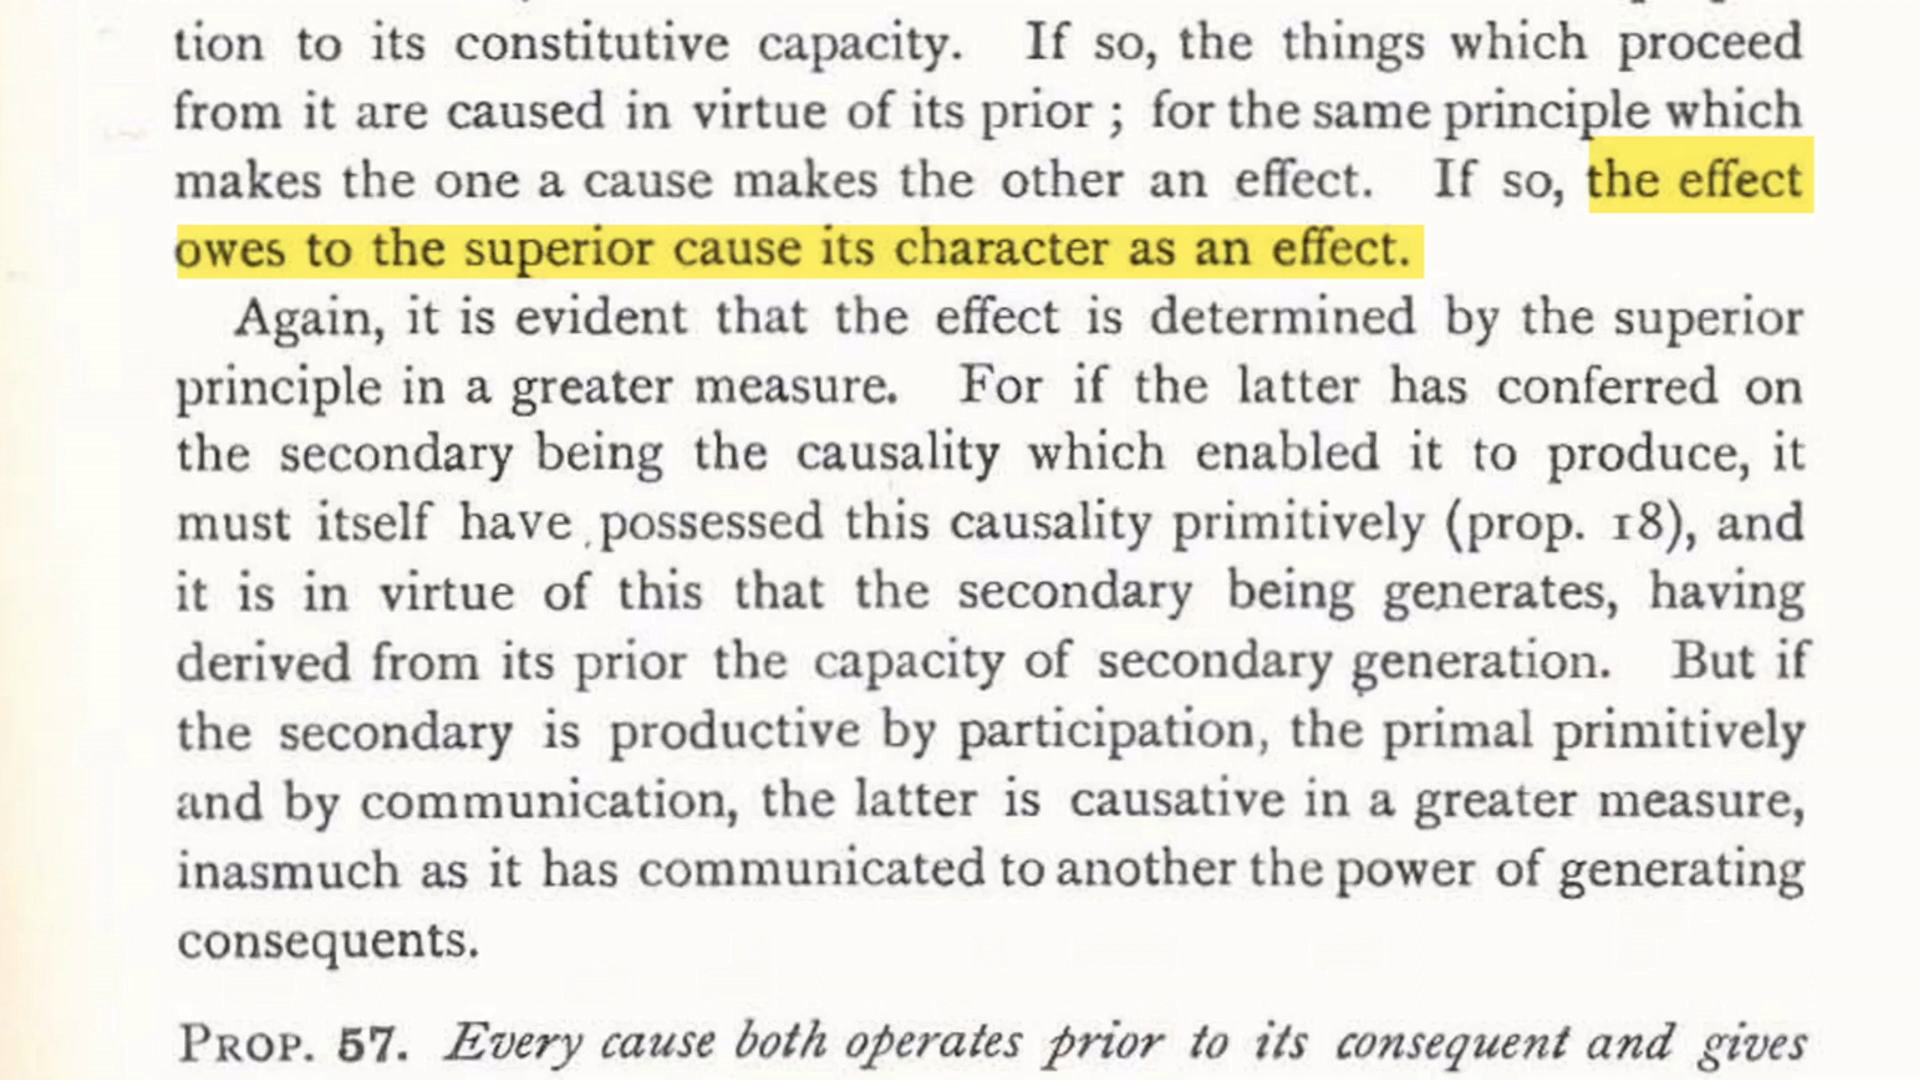 tion to its constitutive capacity. If so, the things which proceed
from it are caused in virtue of its prior ; for the same principle which
makes the one a cause makes the other an effect. If so, the effect
owes to the superior cause its character as an effect.
Again, it is evident that the effect is determined by the superior
principle in a greater measure. For if the latter has conferred on
the secondary being the causality which enabled it to produce, it
must itself have possessed this causality primitively (prop. 18), and
it is in virtue of this that the secondary being generates, having
derived from its prior the capacity of secondary generation. But if
the secondary is productive by participation, the primal primitively
and by communication, the latter is causative in a greater measure,
inasmuch as it has communicated to another the power of generating
consequents.
PROP. 57. Every cause both operates prior to its consequent and gives